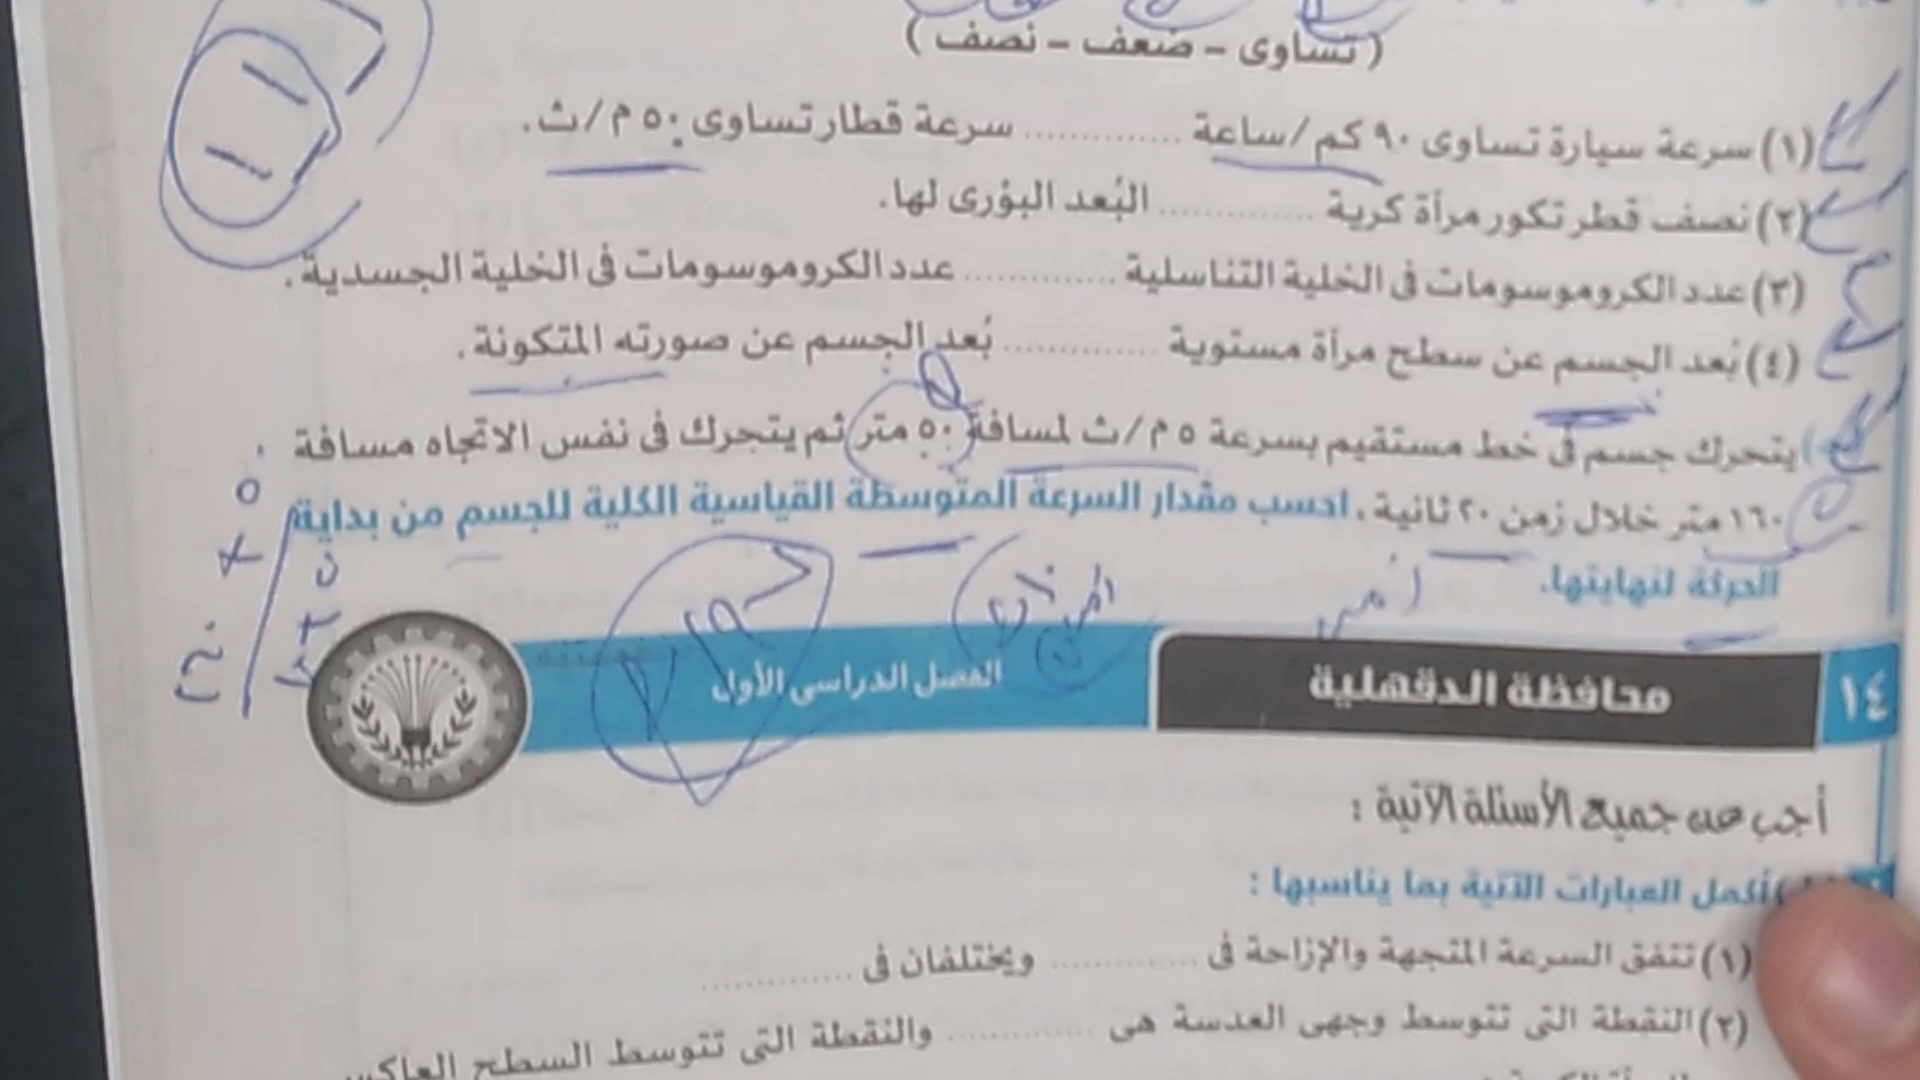 ( تساوى - ضعف - نصف )
(١) سرعة سيارة تساوى ٩٠ كم/ساعة ............ سرعة قطار تساوى ٥٠ م/ث.
(٢) نصف قطر تكور مرآة كرية ............ البُعد البؤرى لها.
(٣) عدد الكروموسومات فى الخلية التناسلية ............ عدد الكروموسومات فى الخلية الجسدية.
(٤) بُعد الجسم عن سطح مرآة مستوية ............ بُعد الجسم عن صورته المتكونة.
يتحرك جسم فى خط مستقيم بسرعة ٥ م/ث لمسافة ٥٠ متر ثم يتحرك فى نفس الاتجاه مسافة
١٦٠ متر خلال زمن ٢٠ ثانية، احسب مقدار السرعة المتوسطة القياسية الكلية للجسم من بداية
الحركة لنهايتها.
١٤ محافظة الدقهلية الفصل الدراسى الأول
أجب عن جميع الأسئلة الآتية :
أكمل العبارات الآتية بما يناسبها :
(١) تتفق السرعة المتجهة والإزاحة فى ............ ويختلفان فى ............
(٢) النقطة التى تتوسط وجهى العدسة هى ............ والنقطة التى تتوسط السطح العاكس